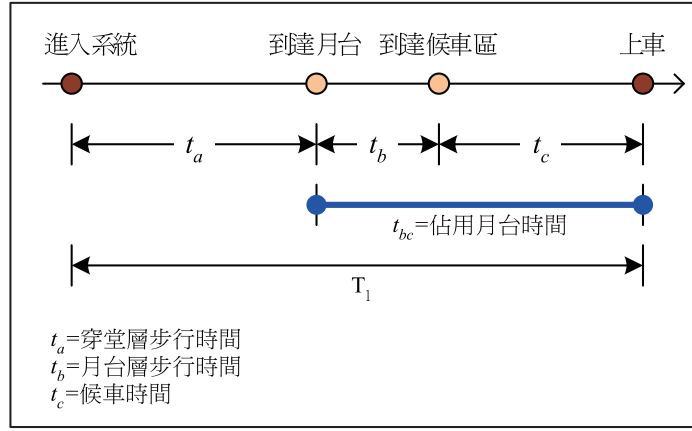 進入系統 到達月台 到達候車區 上車
ta tb tc
tbc=佔用月台時間
T1
ta=穿堂層步行時間
tb=月台層步行時間
tc=候車時間